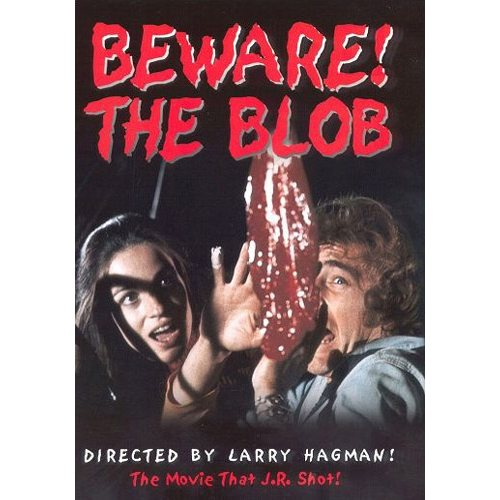 BEWARE!
THE BLOB
DIRECTED BY LARRY HAGMAN!
The Movie That J.R. Shot!